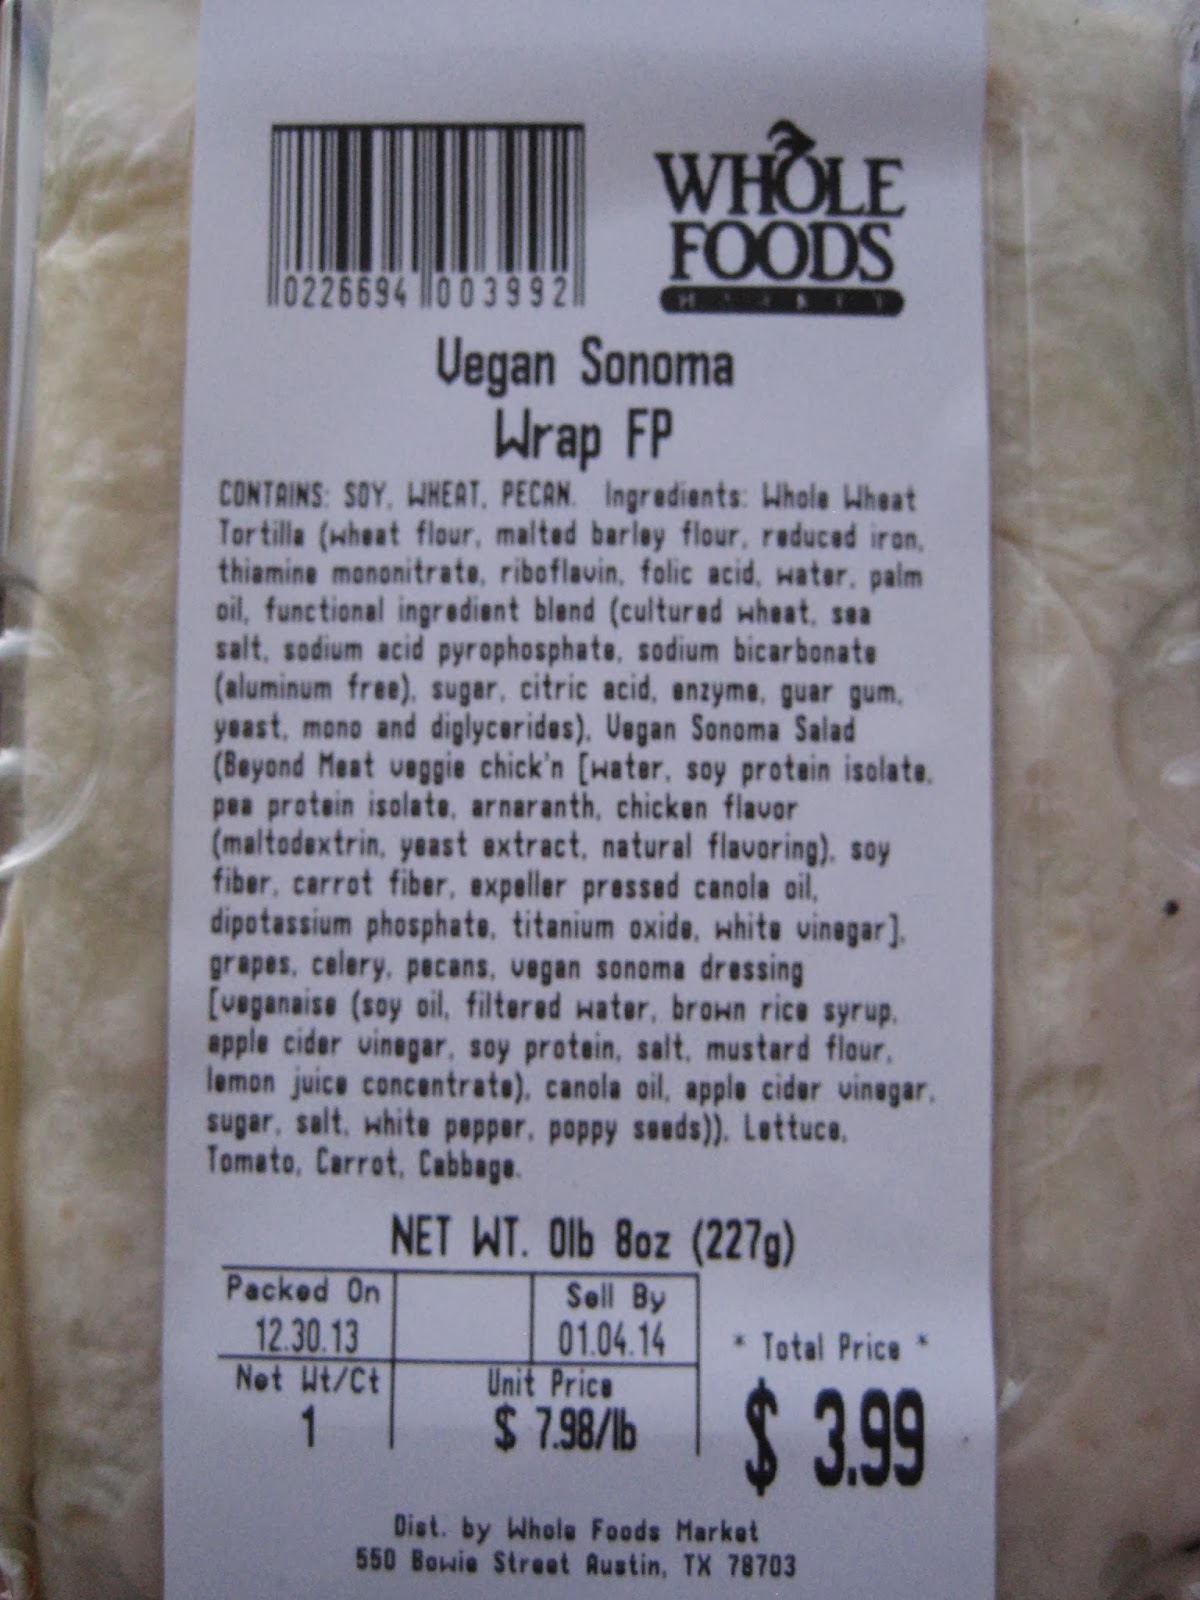 0226694 003992
WHOLE
FOODS
MARKET
Vegan Sonoma
Wrap FP
CONTAINS: SOY, WHEAT, PECAN. Ingredients: Whole Wheat
Tortilla (wheat flour, malted barley flour, reduced iron,
thiamine mononitrate, riboflavin, folic acid, water, palm
oil, functional ingredient blend (cultured wheat, sea
salt, sodium acid pyrophosphate, sodium bicarbonate
(aluminum free), sugar, citric acid, enzyme, guar gum,
yeast, mono and diglycerides), Vegan Sonoma Salad
(Beyond Meat veggie chick'n [water, soy protein isolate,
pea protein isolate, arnaranth, chicken flavor
(maltodextrin, yeast extract, natural flavoring), soy
fiber, carrot fiber, expeller pressed canola oil,
dipotassium phosphate, titanium oxide, white vinegar],
grapes, celery, pecans, vegan sonoma dressing
[veganaise (soy oil, filtered water, brown rice syrup,
apple cider vinegar, soy protein, salt, mustard flour,
lemon juice concentrate), canola oil, apple cider vinegar,
sugar, salt, white pepper, poppy seeds)), Lettuce,
Tomato, Carrot, Cabbage.
NET WT. 0lb 8oz (227g)
Packed On Sell By
12.30.13 01.04.14
* Total Price *
Net Wt/Ct Unit Price
1 $ 7.98/lb
$ 3.99
Dist. by Whole Foods Market
550 Bowie Street Austin, TX 78703